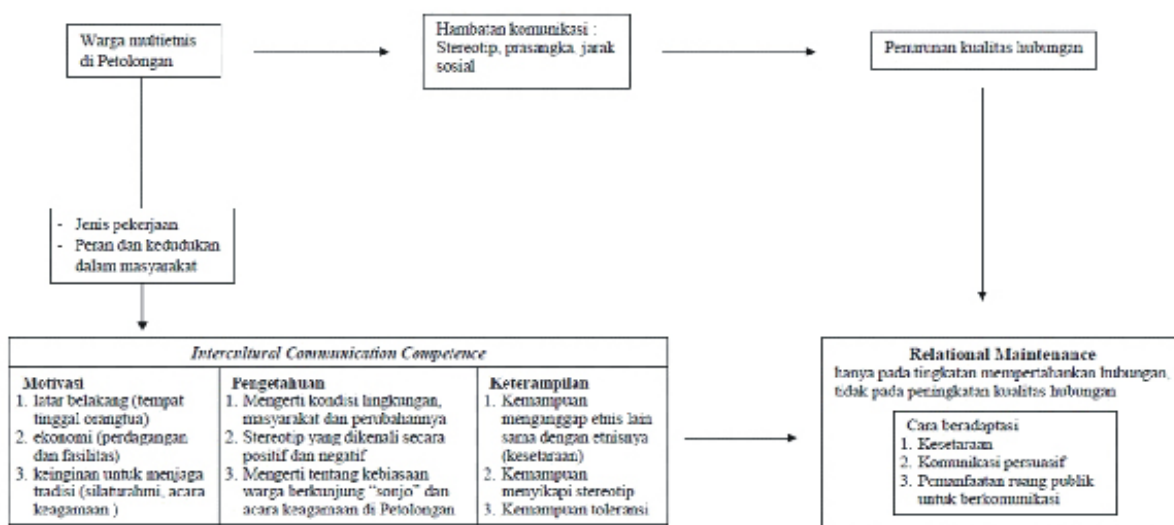 Warga multietnis
di Petolongan
Hambatan komunikasi :
Stereotip, prasangka, jarak
sosial
Penurunan kualitas hubungan
- Jenis pekerjaan
- Peran dan kedudukan
dalam masyarakat
Intercultural Communication Competence
Motivasi
1. latar belakang (tempat
tinggal orangtua)
2. ekonomi (perdagangan
dan fasilitas)
3. keinginan untuk menjaga
tradisi (silaturahmi, acara
keagamaan )
Pengetahuan
1. Mengerti kondisi lingkungan,
masyarakat dan perubahannya
2. Stereotip yang dikenali secara
positif dan negatif
3. Mengerti tentang kebiasaan
warga berkunjung "sonjo" dan
acara keagamaan di Petolongan
Keterampilan
1. Kemampuan
menganggap etnis lain
sama dengan etnisnya
(kesetaraan)
2. Kemampuan
menyikapi stereotip
3. Kemampuan toleransi
Relational Maintenance
hanya pada tingkatan mempertahankan hubungan,
tidak pada peningkatan kualitas hubungan
Cara beradaptasi
1. Kesetaraan
2. Komunikasi persuasif
3. Pemanfaatan ruang publik
untuk berkomunikasi